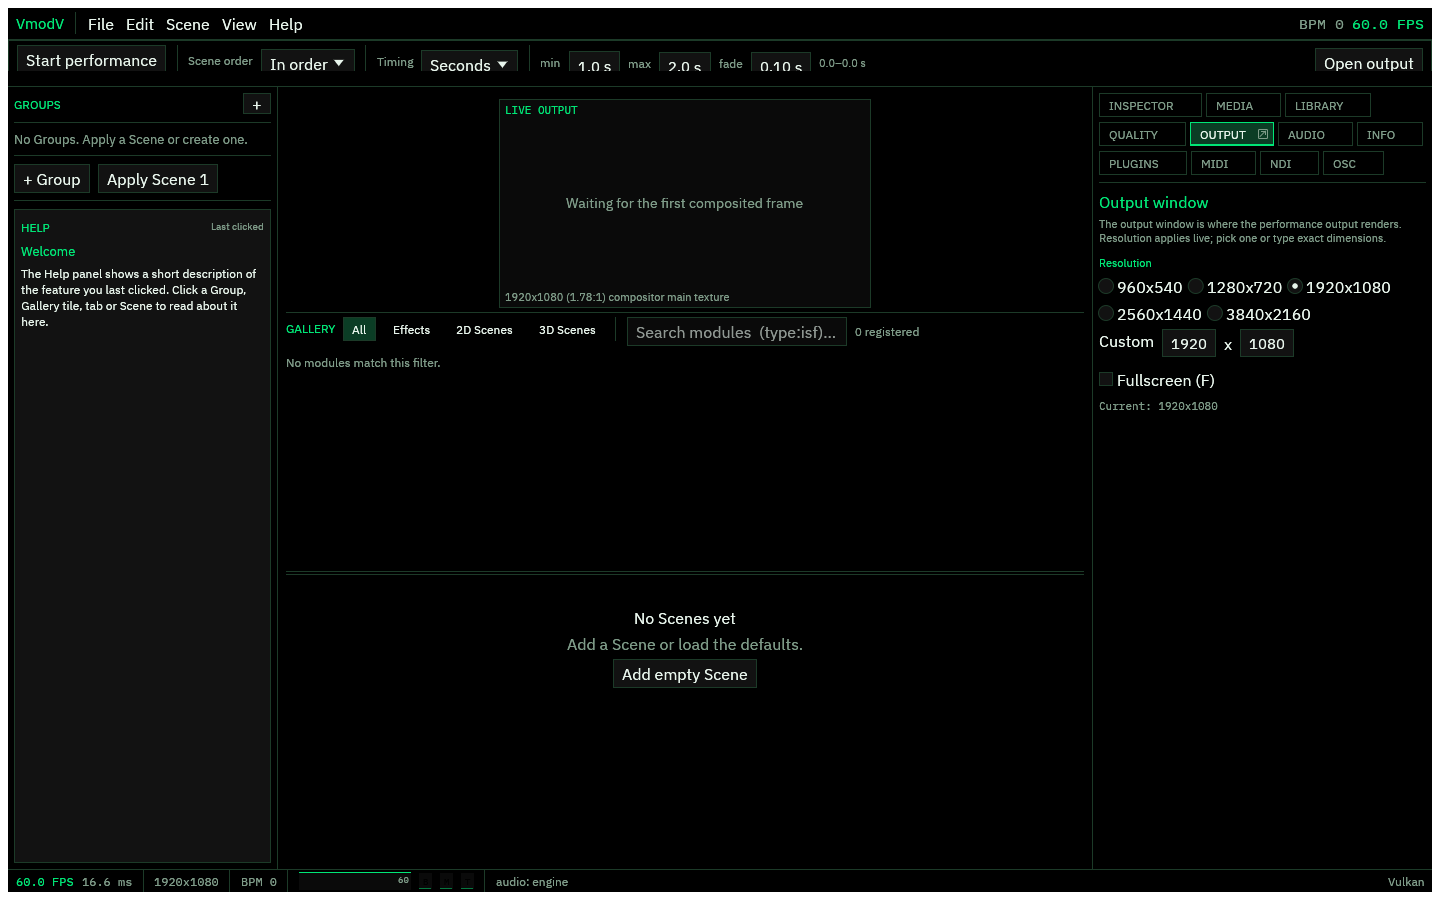 VmodV File Edit Scene View Help BPM 0 60.0 FPS
Start performance Scene order In order Timing Seconds min 1.0 s max 2.0 s fade 0.10 s 0.0–0.0 s Open output
GROUPS +
No Groups. Apply a Scene or create one.
+ Group Apply Scene 1
HELP Last clicked
Welcome
The Help panel shows a short description of
the feature you last clicked. Click a Group,
Gallery tile, tab or Scene to read about it
here.
LIVE OUTPUT
Waiting for the first composited frame
1920x1080 (1.78:1) compositor main texture
GALLERY All Effects 2D Scenes 3D Scenes Search modules (type:isf)... 0 registered
No modules match this filter.
No Scenes yet
Add a Scene or load the defaults.
Add empty Scene
INSPECTOR MEDIA LIBRARY
QUALITY OUTPUT AUDIO INFO
PLUGINS MIDI NDI OSC
Output window
The output window is where the performance output renders.
Resolution applies live; pick one or type exact dimensions.
Resolution
960x540 1280x720 1920x1080
2560x1440 3840x2160
Custom 1920 x 1080
Fullscreen (F)
Current: 1920x1080
60.0 FPS 16.6 ms 1920x1080 BPM 0 60 audio: engine Vulkan